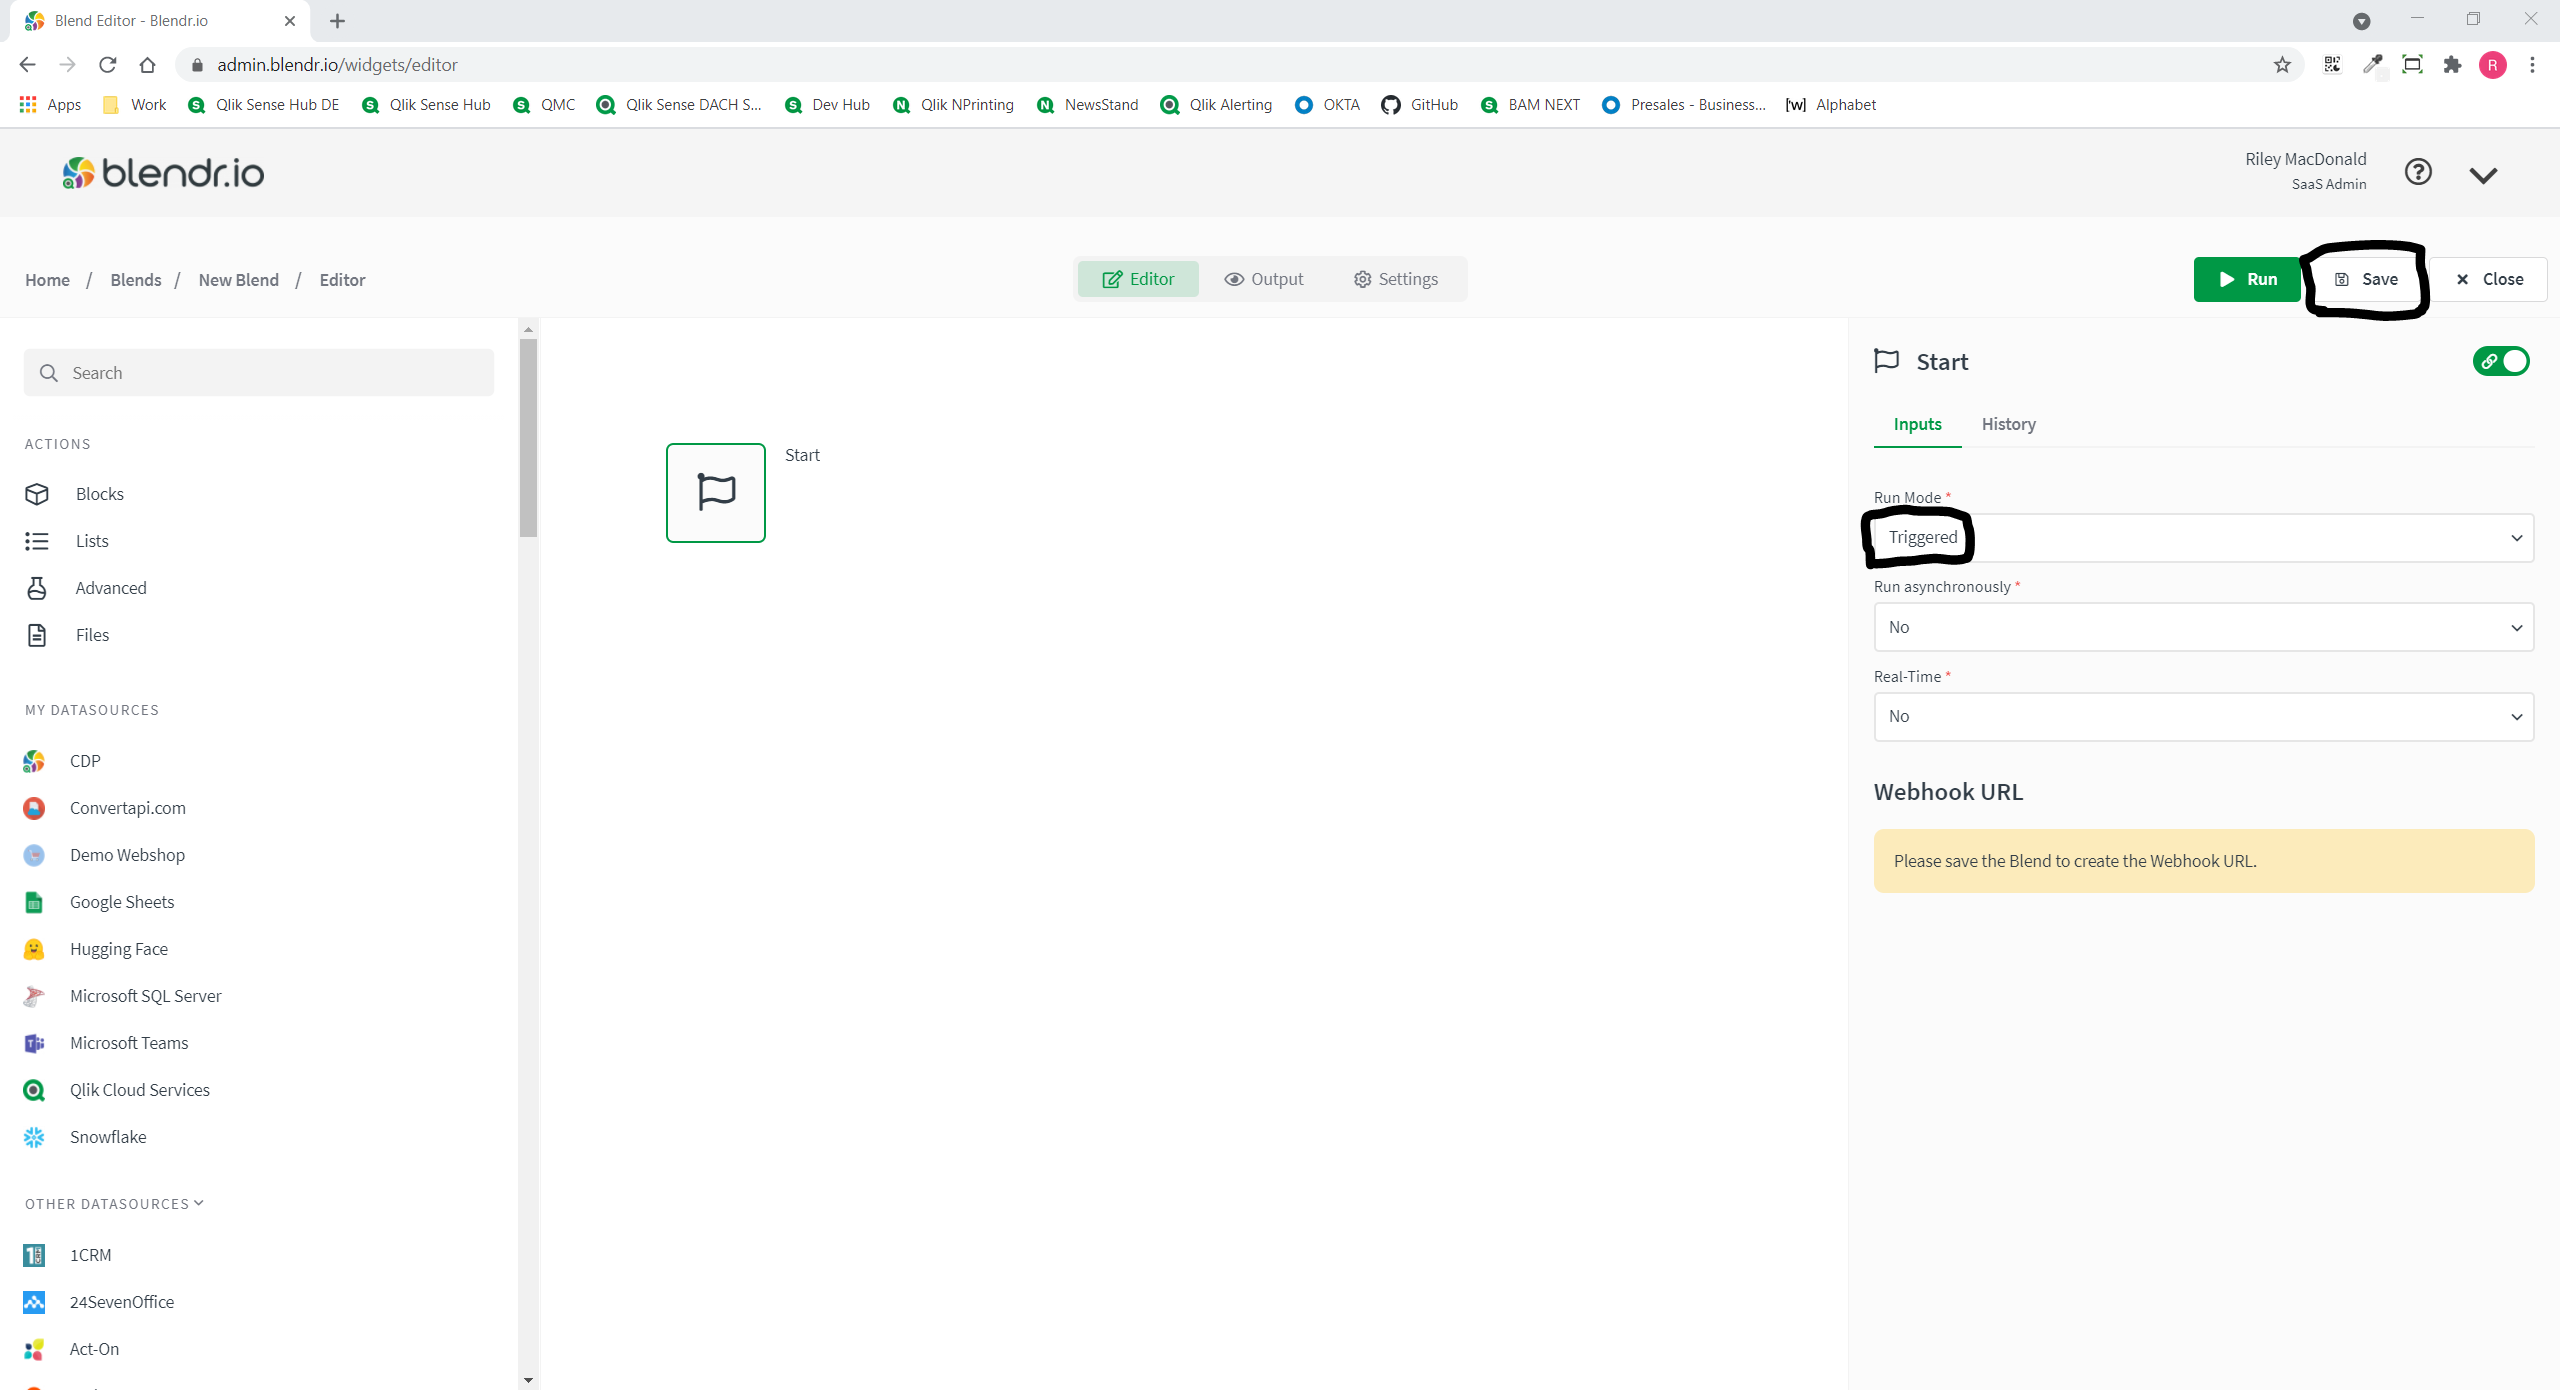 Blend Editor - Blendr.io
admin.blendr.io/widgets/editor
R
Apps Work Qlik Sense Hub DE Qlik Sense Hub QMC Qlik Sense DACH S... Dev Hub Qlik NPrinting NewsStand Qlik Alerting OKTA GitHub BAM NEXT Presales - Business... [w] Alphabet
blendr.io
Riley MacDonald
SaaS Admin
Home / Blends / New Blend / Editor
Editor Output Settings
Run Save Close
Search
ACTIONS
Blocks
Lists
Advanced
Files
MY DATASOURCES
CDP
Convertapi.com
Demo Webshop
Google Sheets
Hugging Face
Microsoft SQL Server
Microsoft Teams
Qlik Cloud Services
Snowflake
OTHER DATASOURCES
1CRM
24SevenOffice
Act-On
Start
Start
Inputs History
Run Mode *
Triggered
Run asynchronously *
No
Real-Time *
No
Webhook URL
Please save the Blend to create the Webhook URL.